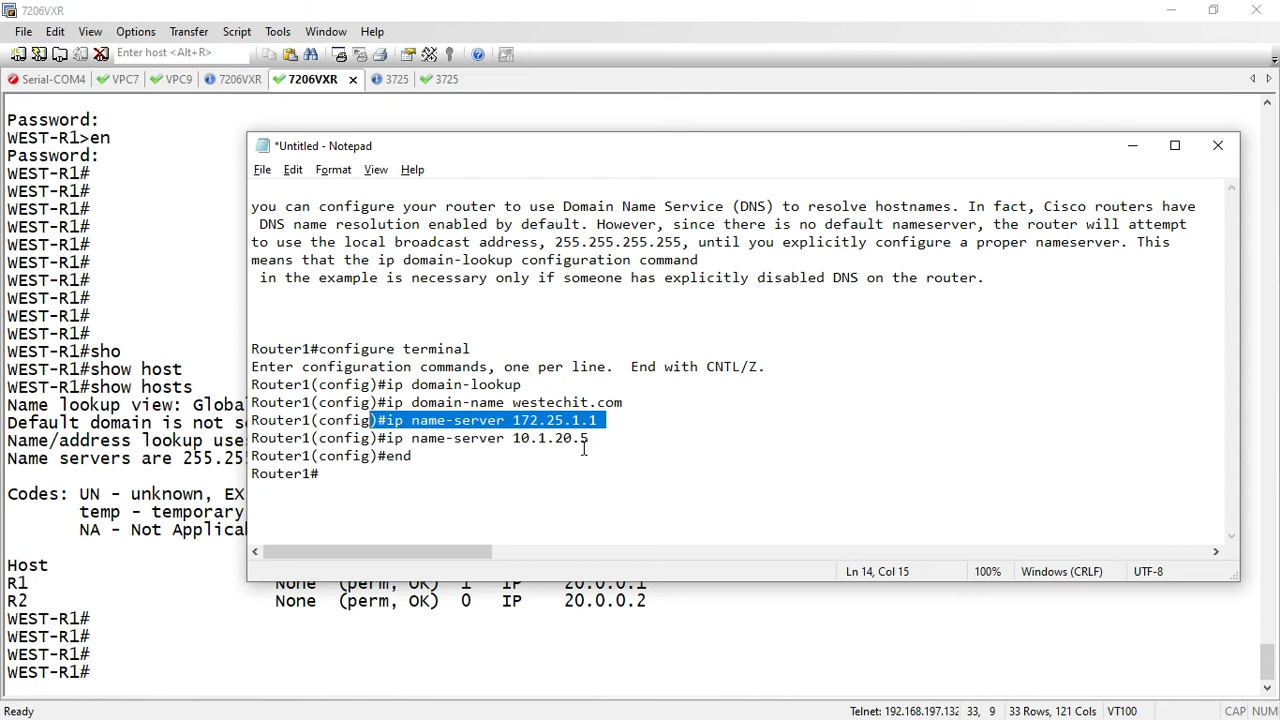 7206VXR
File Edit View Options Transfer Script Tools Window Help
Enter host <Alt+R>
Serial-COM4 VPC7 VPC9 7206VXR 7206VXR 3725 3725
Password:
WEST-R1>en
Password:
WEST-R1#
WEST-R1#
WEST-R1#
WEST-R1#
WEST-R1#
WEST-R1#
WEST-R1#
WEST-R1#
WEST-R1#
WEST-R1#
WEST-R1#sho
WEST-R1#show host
WEST-R1#show hosts
Name lookup view: Globa
Default domain is not s
Name/address lookup use
Name servers are 255.25
Codes: UN - unknown, EX
temp - temporary
NA - Not Applica
Host
R1 None (perm, OK) 1 IP 20.0.0.1
R2 None (perm, OK) 0 IP 20.0.0.2
WEST-R1#
WEST-R1#
WEST-R1#
WEST-R1#
*Untitled - Notepad
File Edit Format View Help
you can configure your router to use Domain Name Service (DNS) to resolve hostnames. In fact, Cisco routers have
DNS name resolution enabled by default. However, since there is no default nameserver, the router will attempt
to use the local broadcast address, 255.255.255.255, until you explicitly configure a proper nameserver. This
means that the ip domain-lookup configuration command
in the example is necessary only if someone has explicitly disabled DNS on the router.
Router1#configure terminal
Enter configuration commands, one per line. End with CNTL/Z.
Router1(config)#ip domain-lookup
Router1(config)#ip domain-name westechit.com
Router1(config)#ip name-server 172.25.1.1
Router1(config)#ip name-server 10.1.20.5
Router1(config)#end
Router1#
Ln 14, Col 15 100% Windows (CRLF) UTF-8
Ready Telnet: 192.168.197.132 33, 9 33 Rows, 121 Cols VT100 CAP NUM